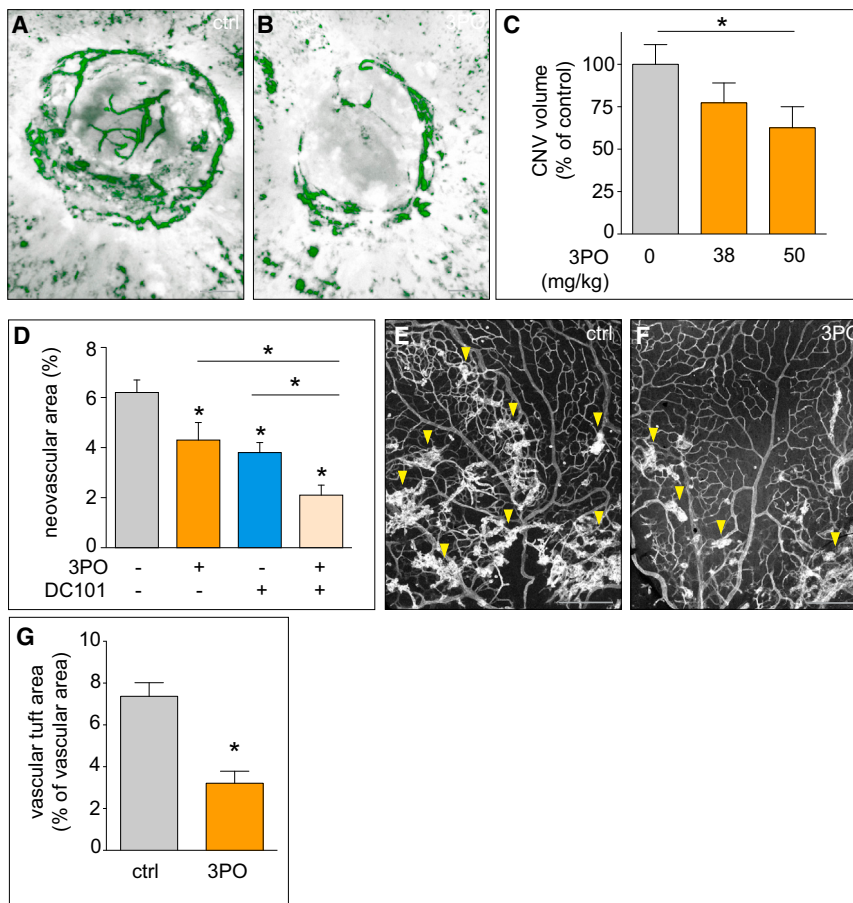 A
ctrl
B
3PO
C
*
CNV volume
(% of control)
100
75
50
25
0
3PO
(mg/kg)
0
38
50
D
neovascular area (%)
8
6
4
2
0
*
*
*
*
*
3PO
-
+
-
+
DC101
-
-
+
+
E
ctrl
F
3PO
G
vascular tuft area
(% of vascular area)
10
8
6
4
2
0
*
ctrl
3PO